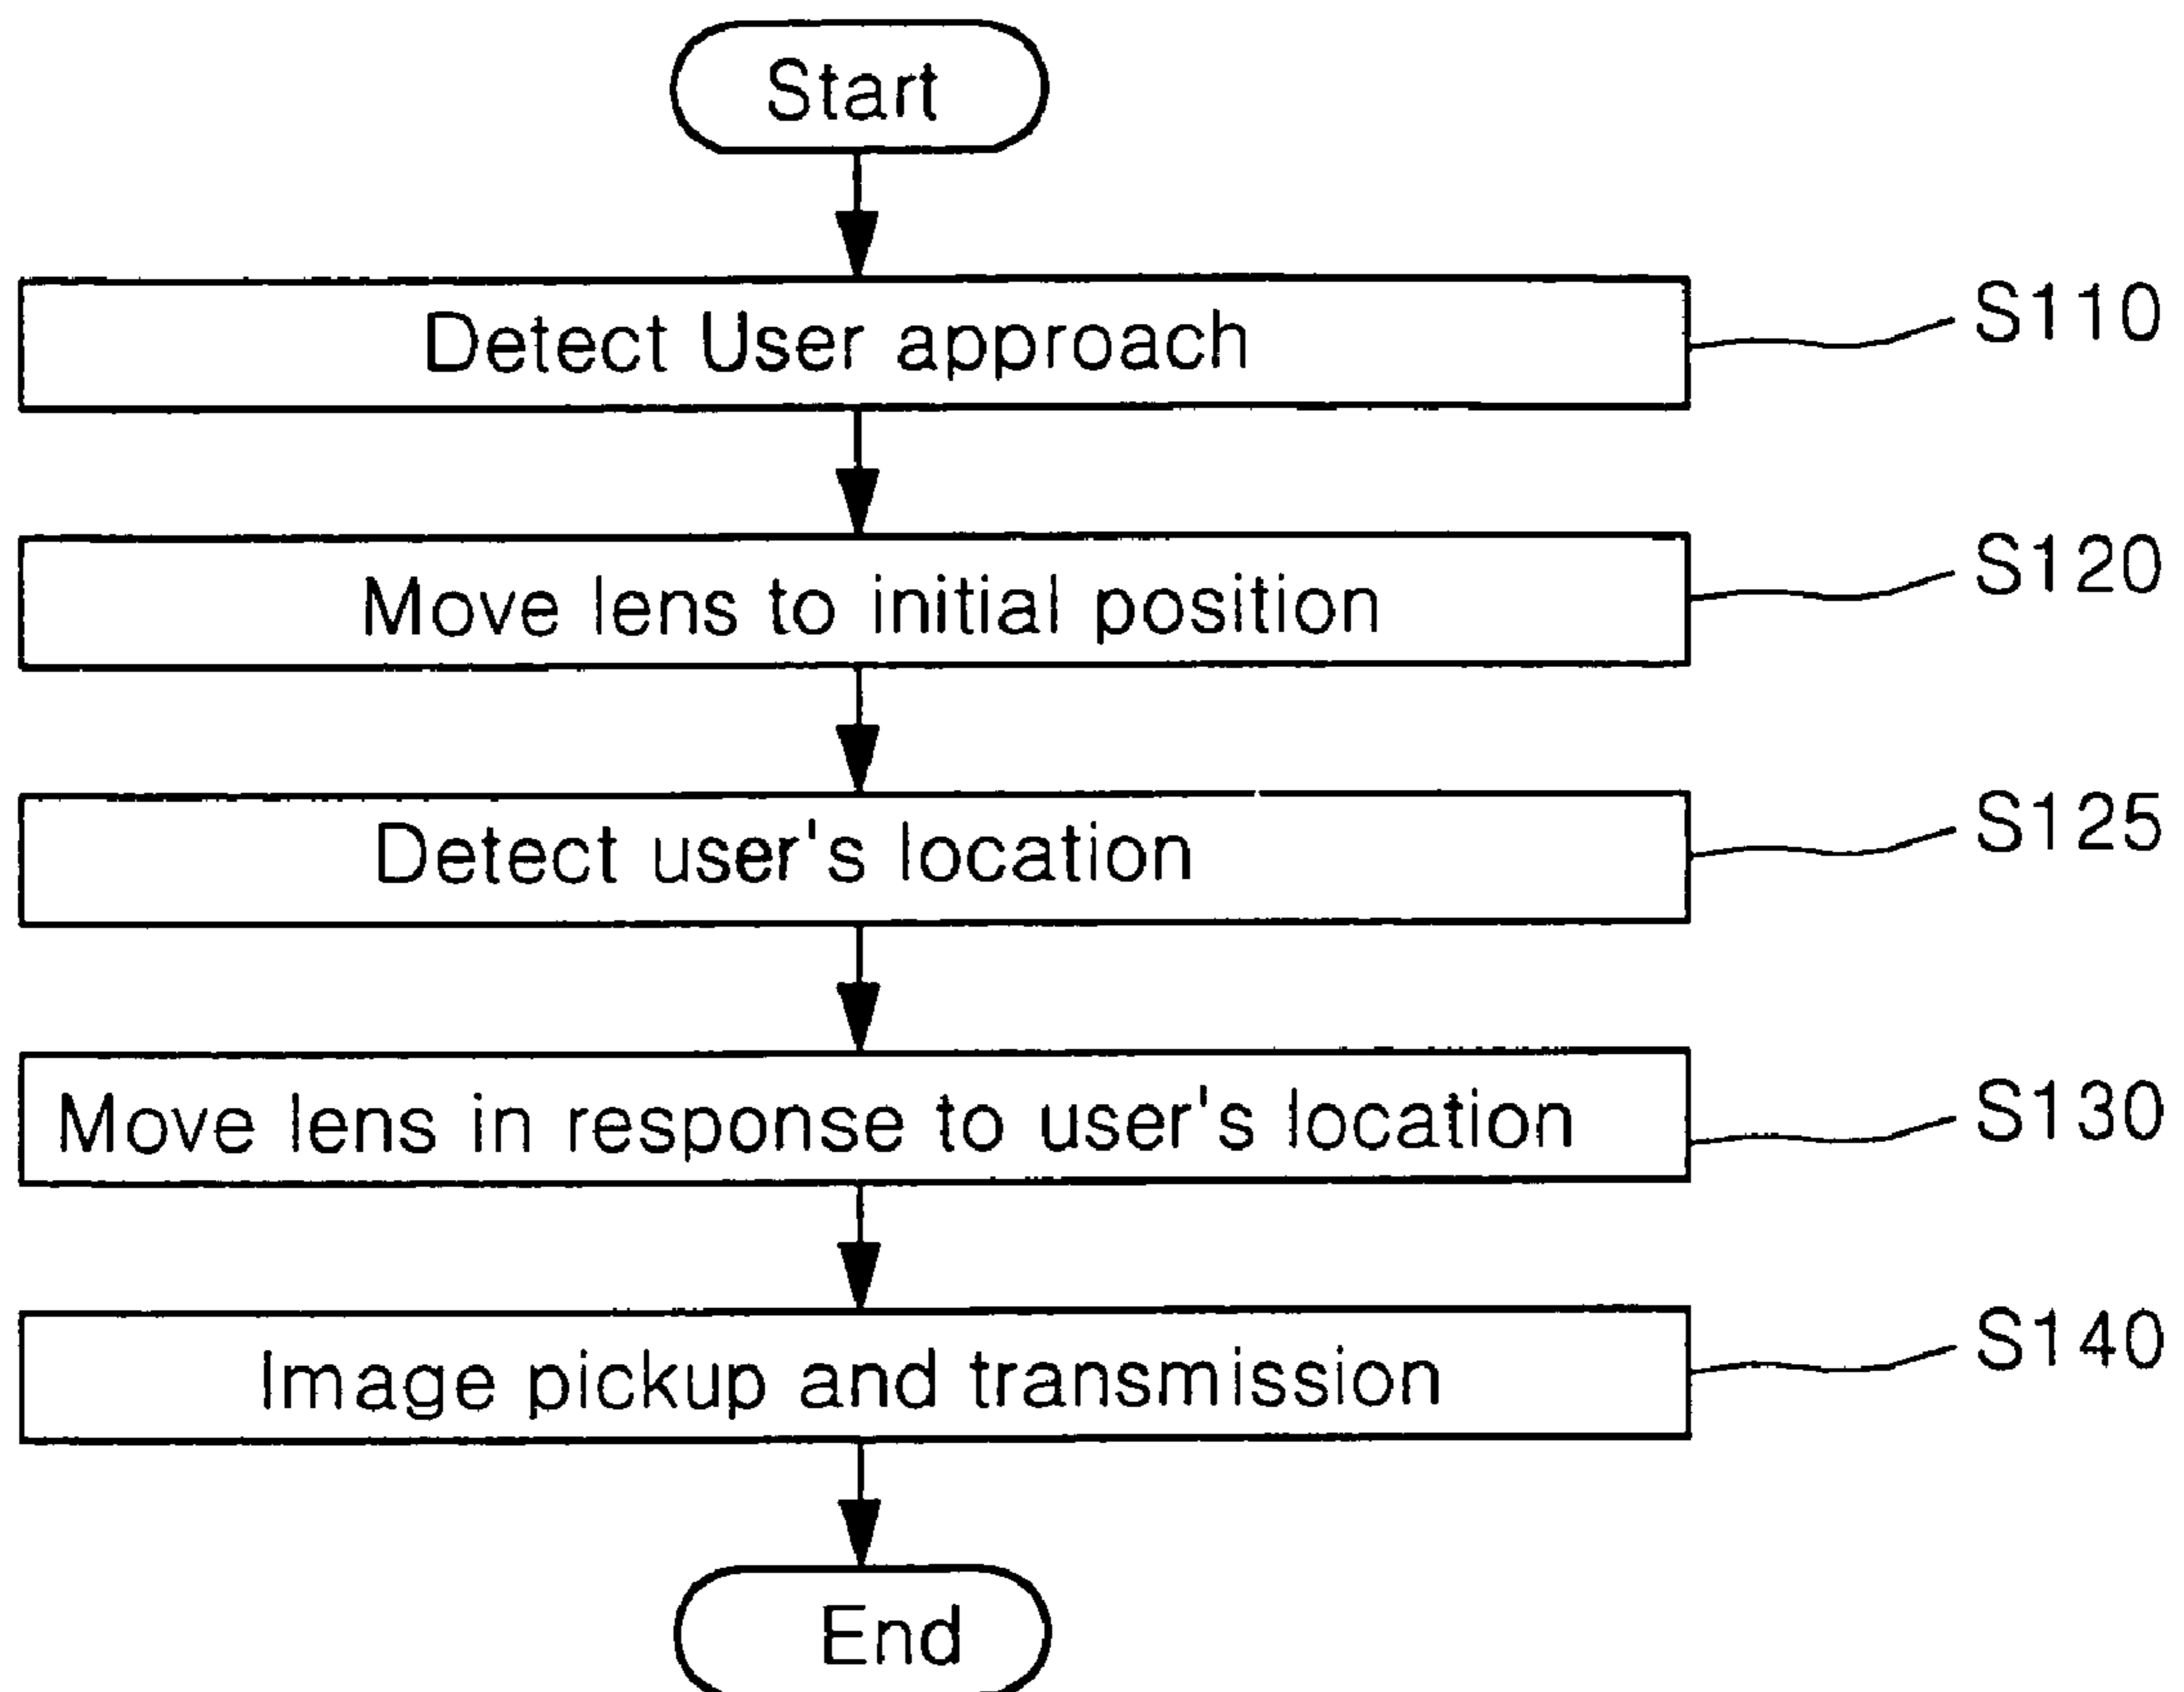 Start
Detect User approach
S110
Move lens to initial position
S120
Detect user's location
S125
Move lens in response to user's location
S130
Image pickup and transmission
S140
End